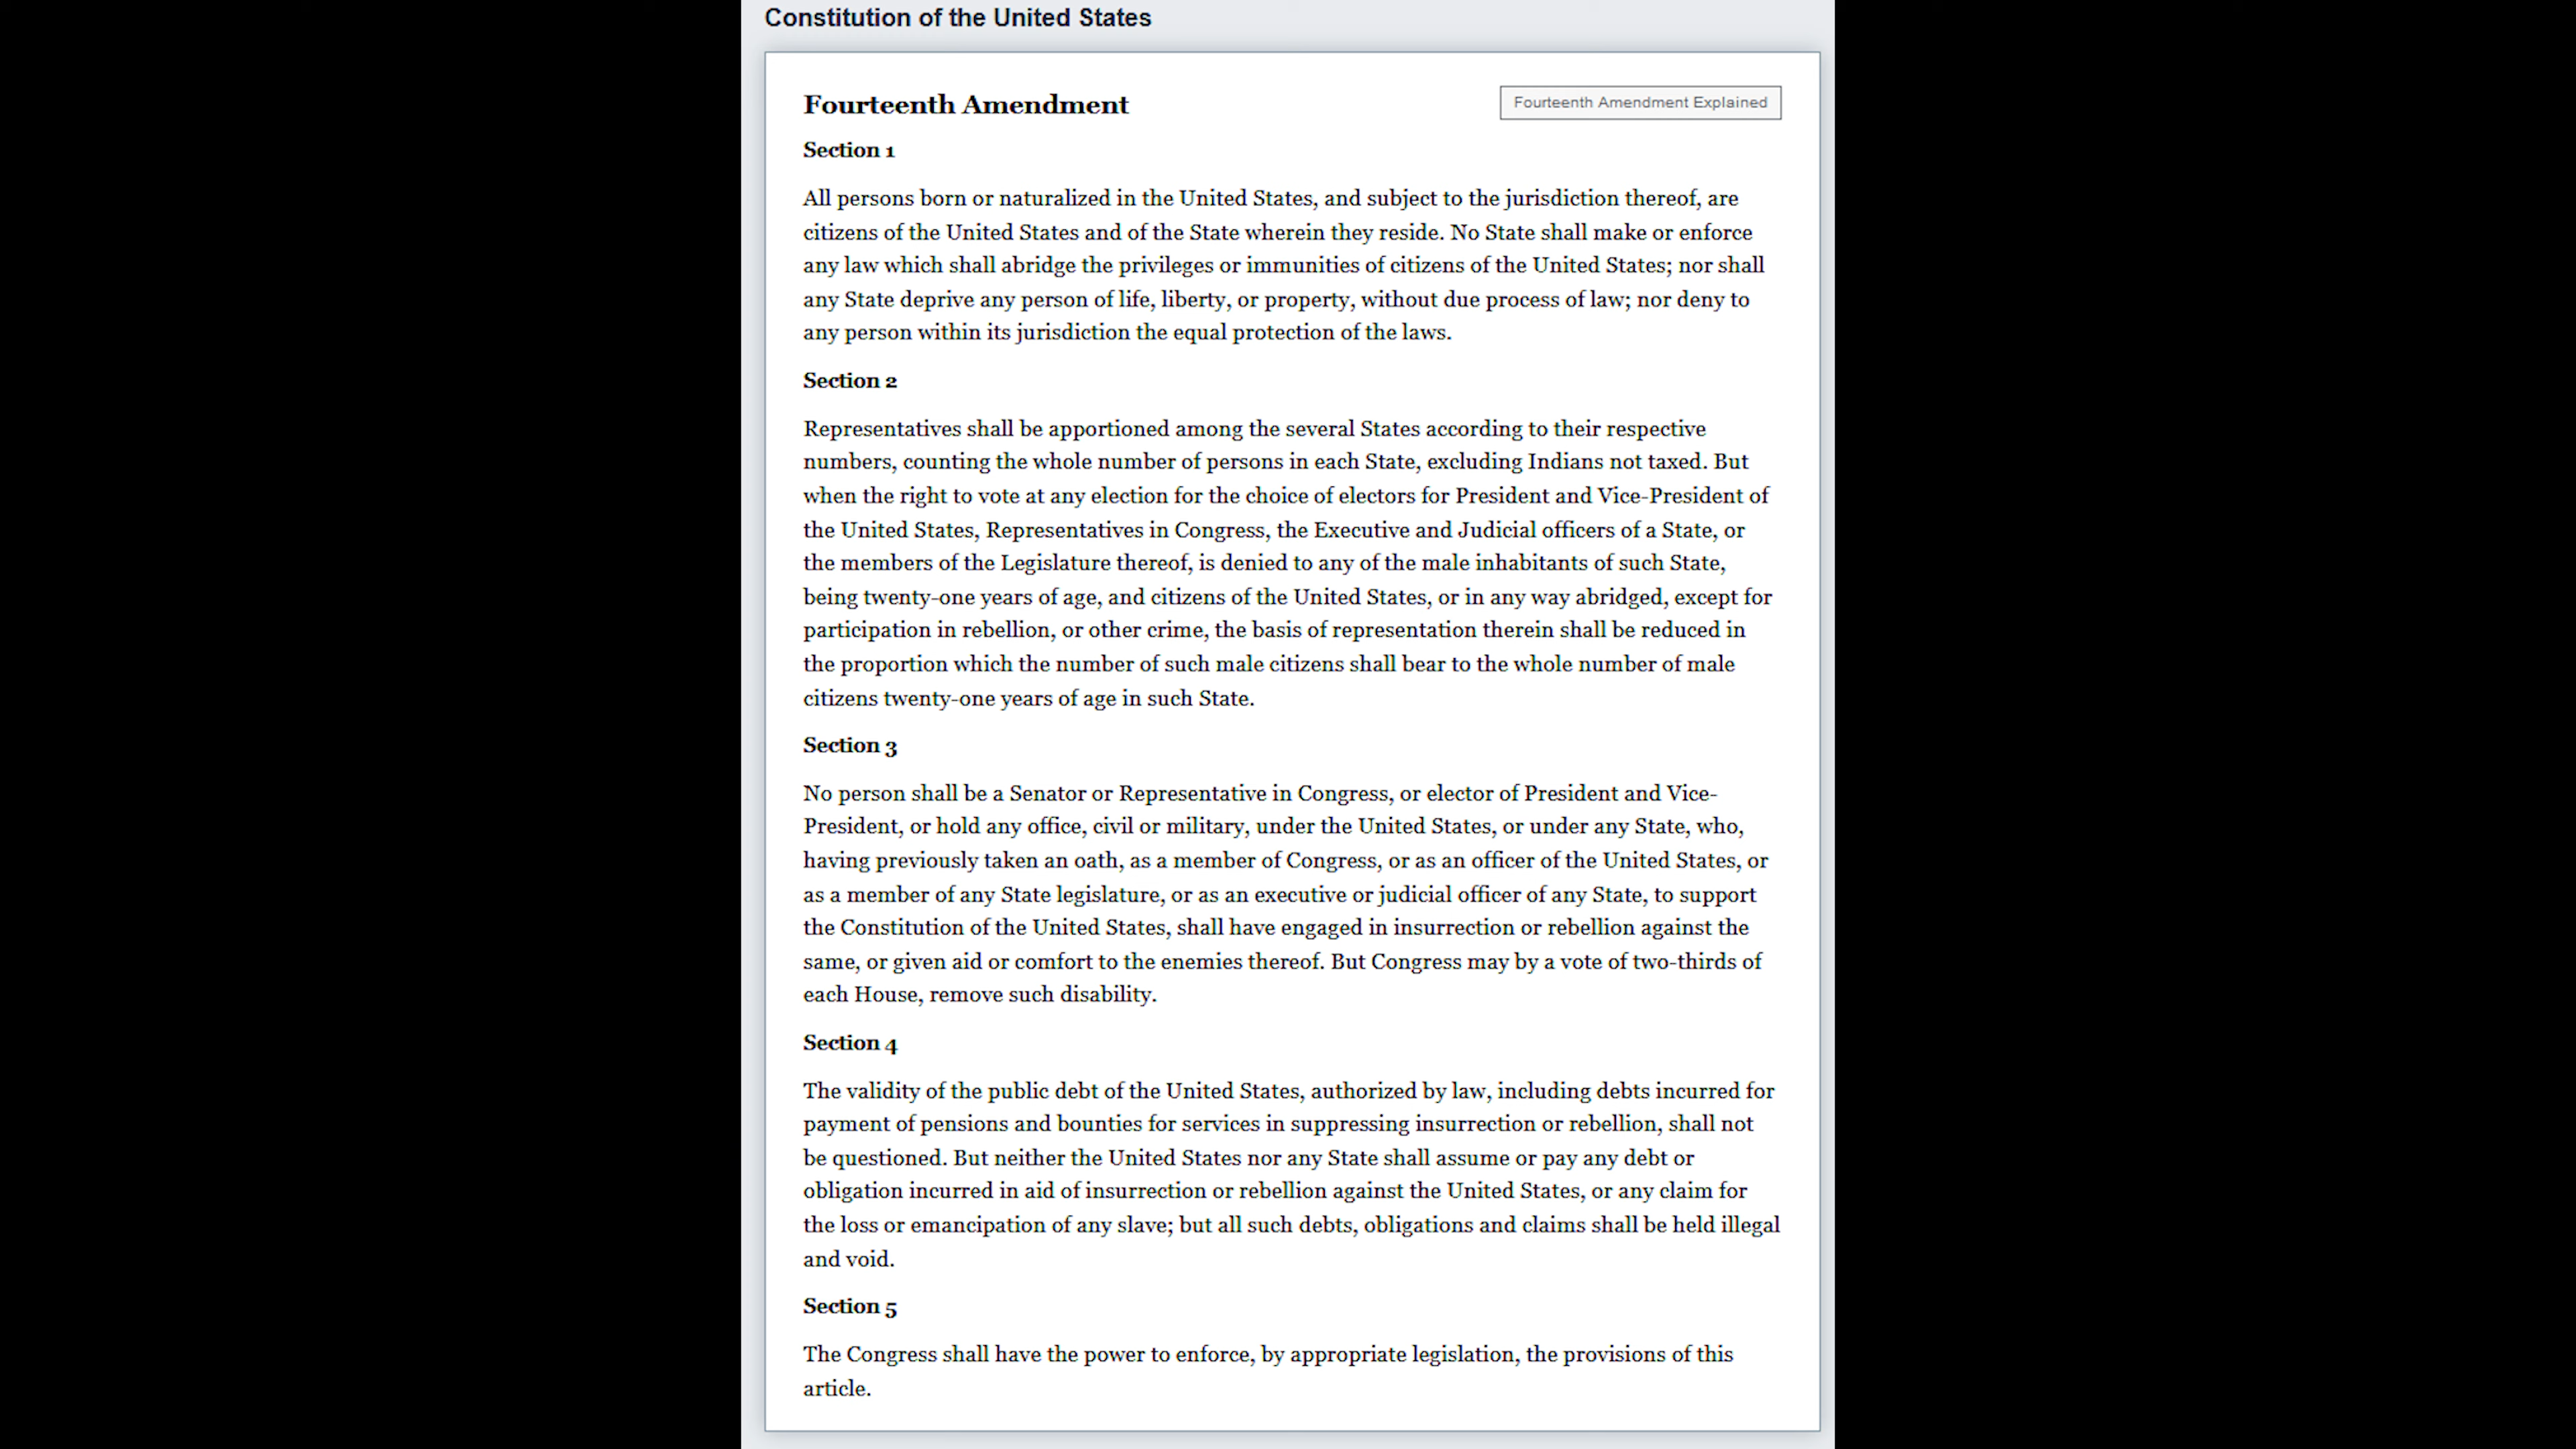 Constitution of the United States
Fourteenth Amendment
Fourteenth Amendment Explained
Section 1
All persons born or naturalized in the United States, and subject to the jurisdiction thereof, are
citizens of the United States and of the State wherein they reside. No State shall make or enforce
any law which shall abridge the privileges or immunities of citizens of the United States; nor shall
any State deprive any person of life, liberty, or property, without due process of law; nor deny to
any person within its jurisdiction the equal protection of the laws.
Section 2
Representatives shall be apportioned among the several States according to their respective
numbers, counting the whole number of persons in each State, excluding Indians not taxed. But
when the right to vote at any election for the choice of electors for President and Vice-President of
the United States, Representatives in Congress, the Executive and Judicial officers of a State, or
the members of the Legislature thereof, is denied to any of the male inhabitants of such State,
being twenty-one years of age, and citizens of the United States, or in any way abridged, except for
participation in rebellion, or other crime, the basis of representation therein shall be reduced in
the proportion which the number of such male citizens shall bear to the whole number of male
citizens twenty-one years of age in such State.
Section 3
No person shall be a Senator or Representative in Congress, or elector of President and Vice-
President, or hold any office, civil or military, under the United States, or under any State, who,
having previously taken an oath, as a member of Congress, or as an officer of the United States, or
as a member of any State legislature, or as an executive or judicial officer of any State, to support
the Constitution of the United States, shall have engaged in insurrection or rebellion against the
same, or given aid or comfort to the enemies thereof. But Congress may by a vote of two-thirds of
each House, remove such disability.
Section 4
The validity of the public debt of the United States, authorized by law, including debts incurred for
payment of pensions and bounties for services in suppressing insurrection or rebellion, shall not
be questioned. But neither the United States nor any State shall assume or pay any debt or
obligation incurred in aid of insurrection or rebellion against the United States, or any claim for
the loss or emancipation of any slave; but all such debts, obligations and claims shall be held illegal
and void.
Section 5
The Congress shall have the power to enforce, by appropriate legislation, the provisions of this
article.